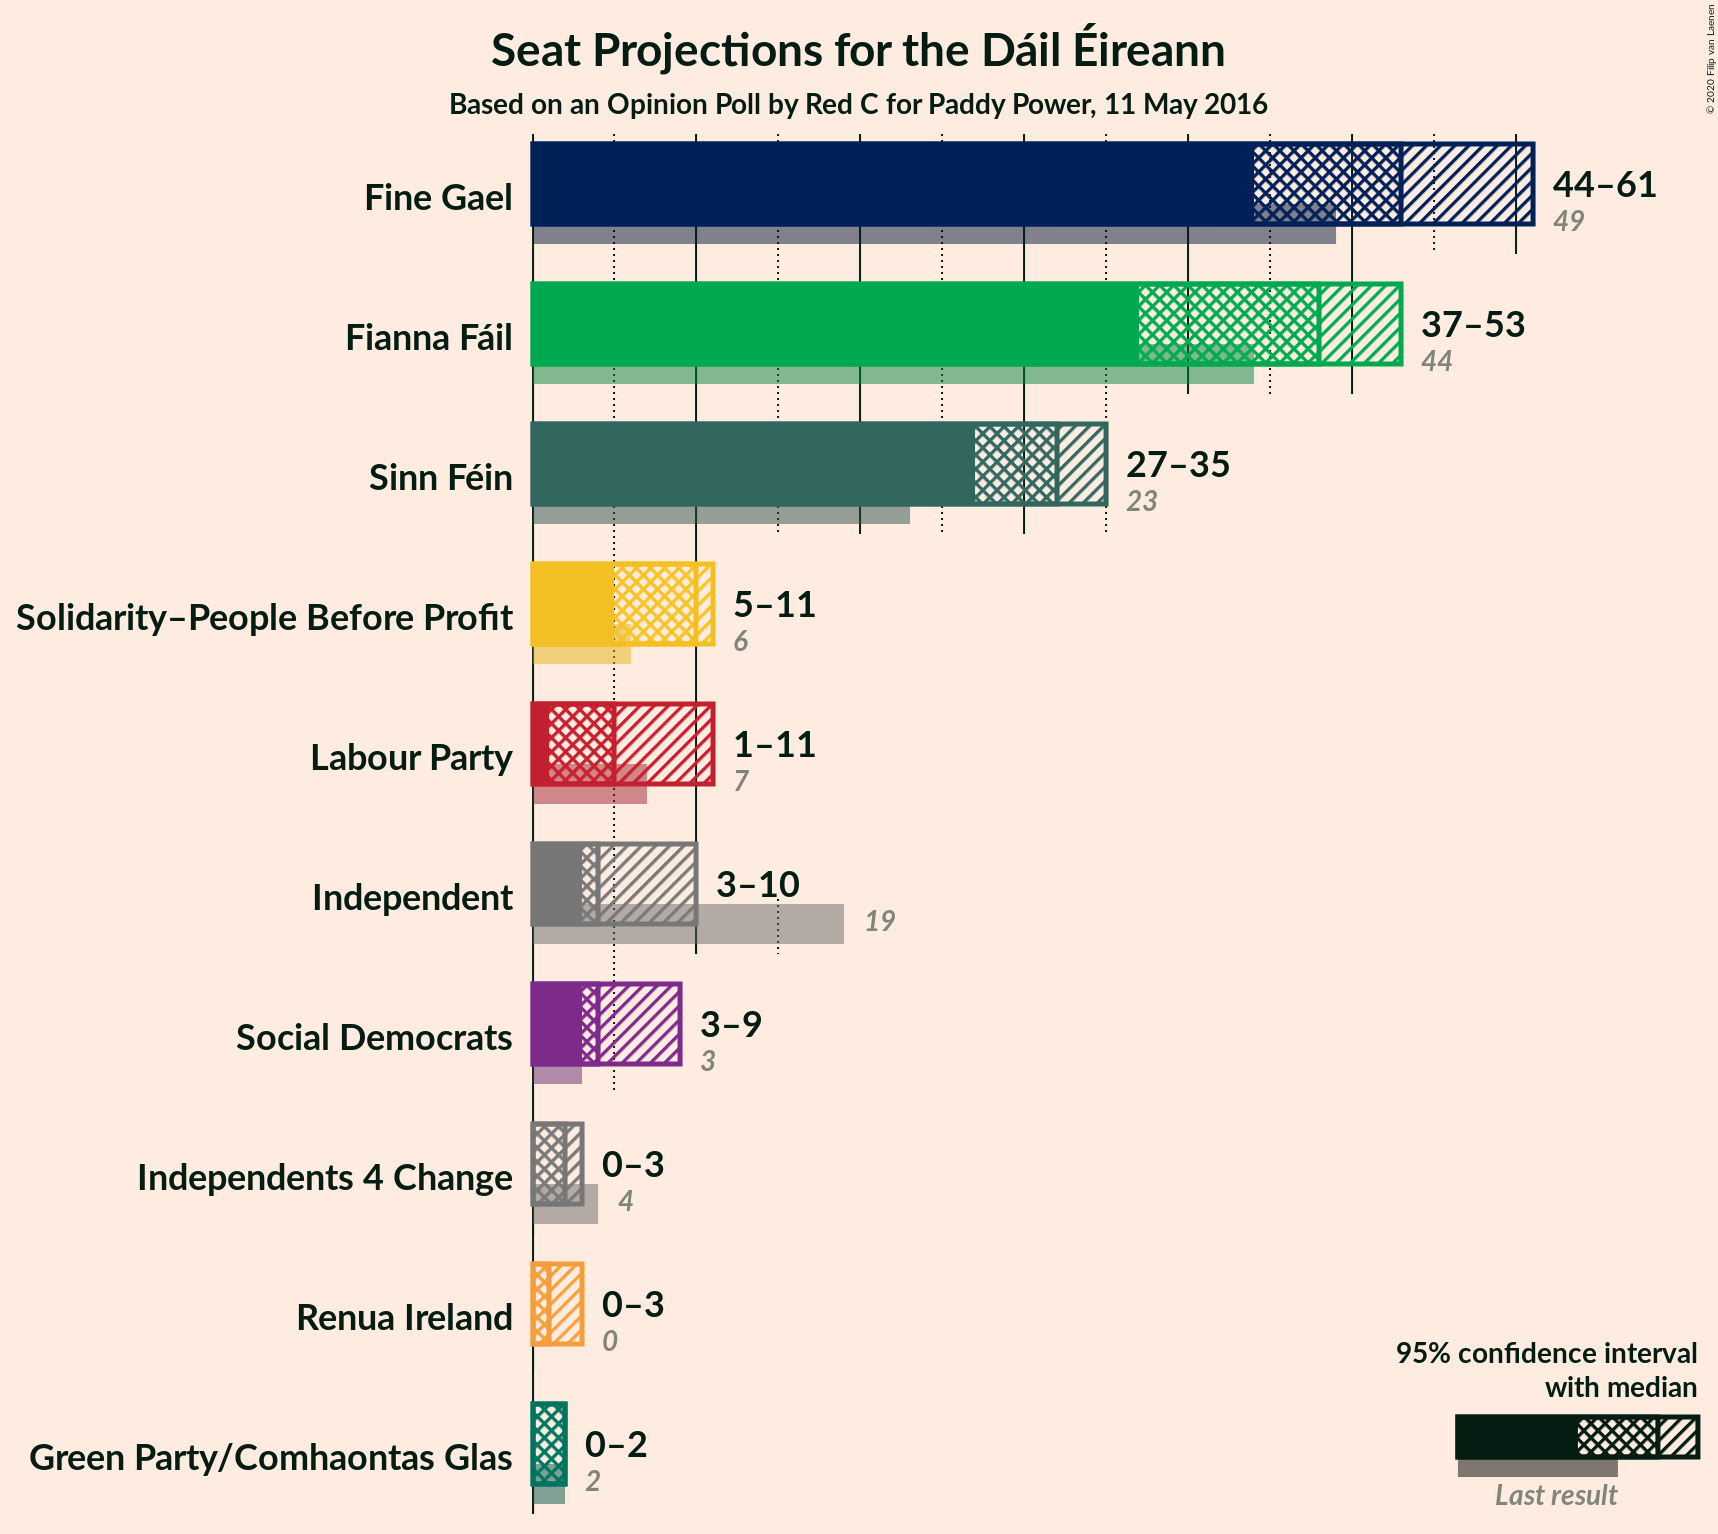 Seat Projections for the Dáil Éireann
Based on an Opinion Poll by Red C for Paddy Power, 11 May 2016
© 2020 Filip van Laenen
Fine Gael
44–61
49
Fianna Fáil
37–53
44
Sinn Féin
27–35
23
Solidarity–People Before Profit
5–11
6
Labour Party
1–11
7
Independent
3–10
19
Social Democrats
3–9
3
Independents 4 Change
0–3
4
Renua Ireland
0–3
0
Green Party/Comhaontas Glas
0–2
2
95% confidence interval
with median
Last result